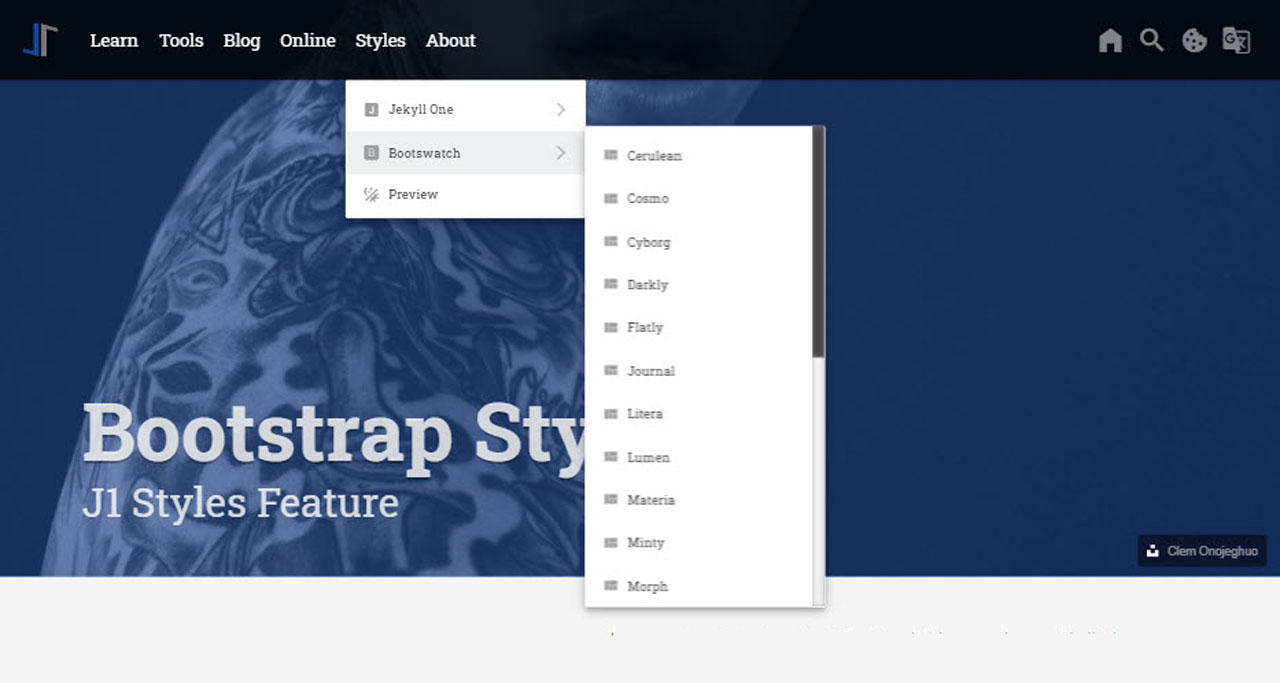 Learn Tools Blog Online Styles About
Jekyll One
Bootswatch
Preview
Cerulean
Cosmo
Cyborg
Darkly
Flatly
Journal
Litera
Lumen
Materia
Minty
Morph
Bootstrap Sty
J1 Styles Feature
Clem Onojeghuo